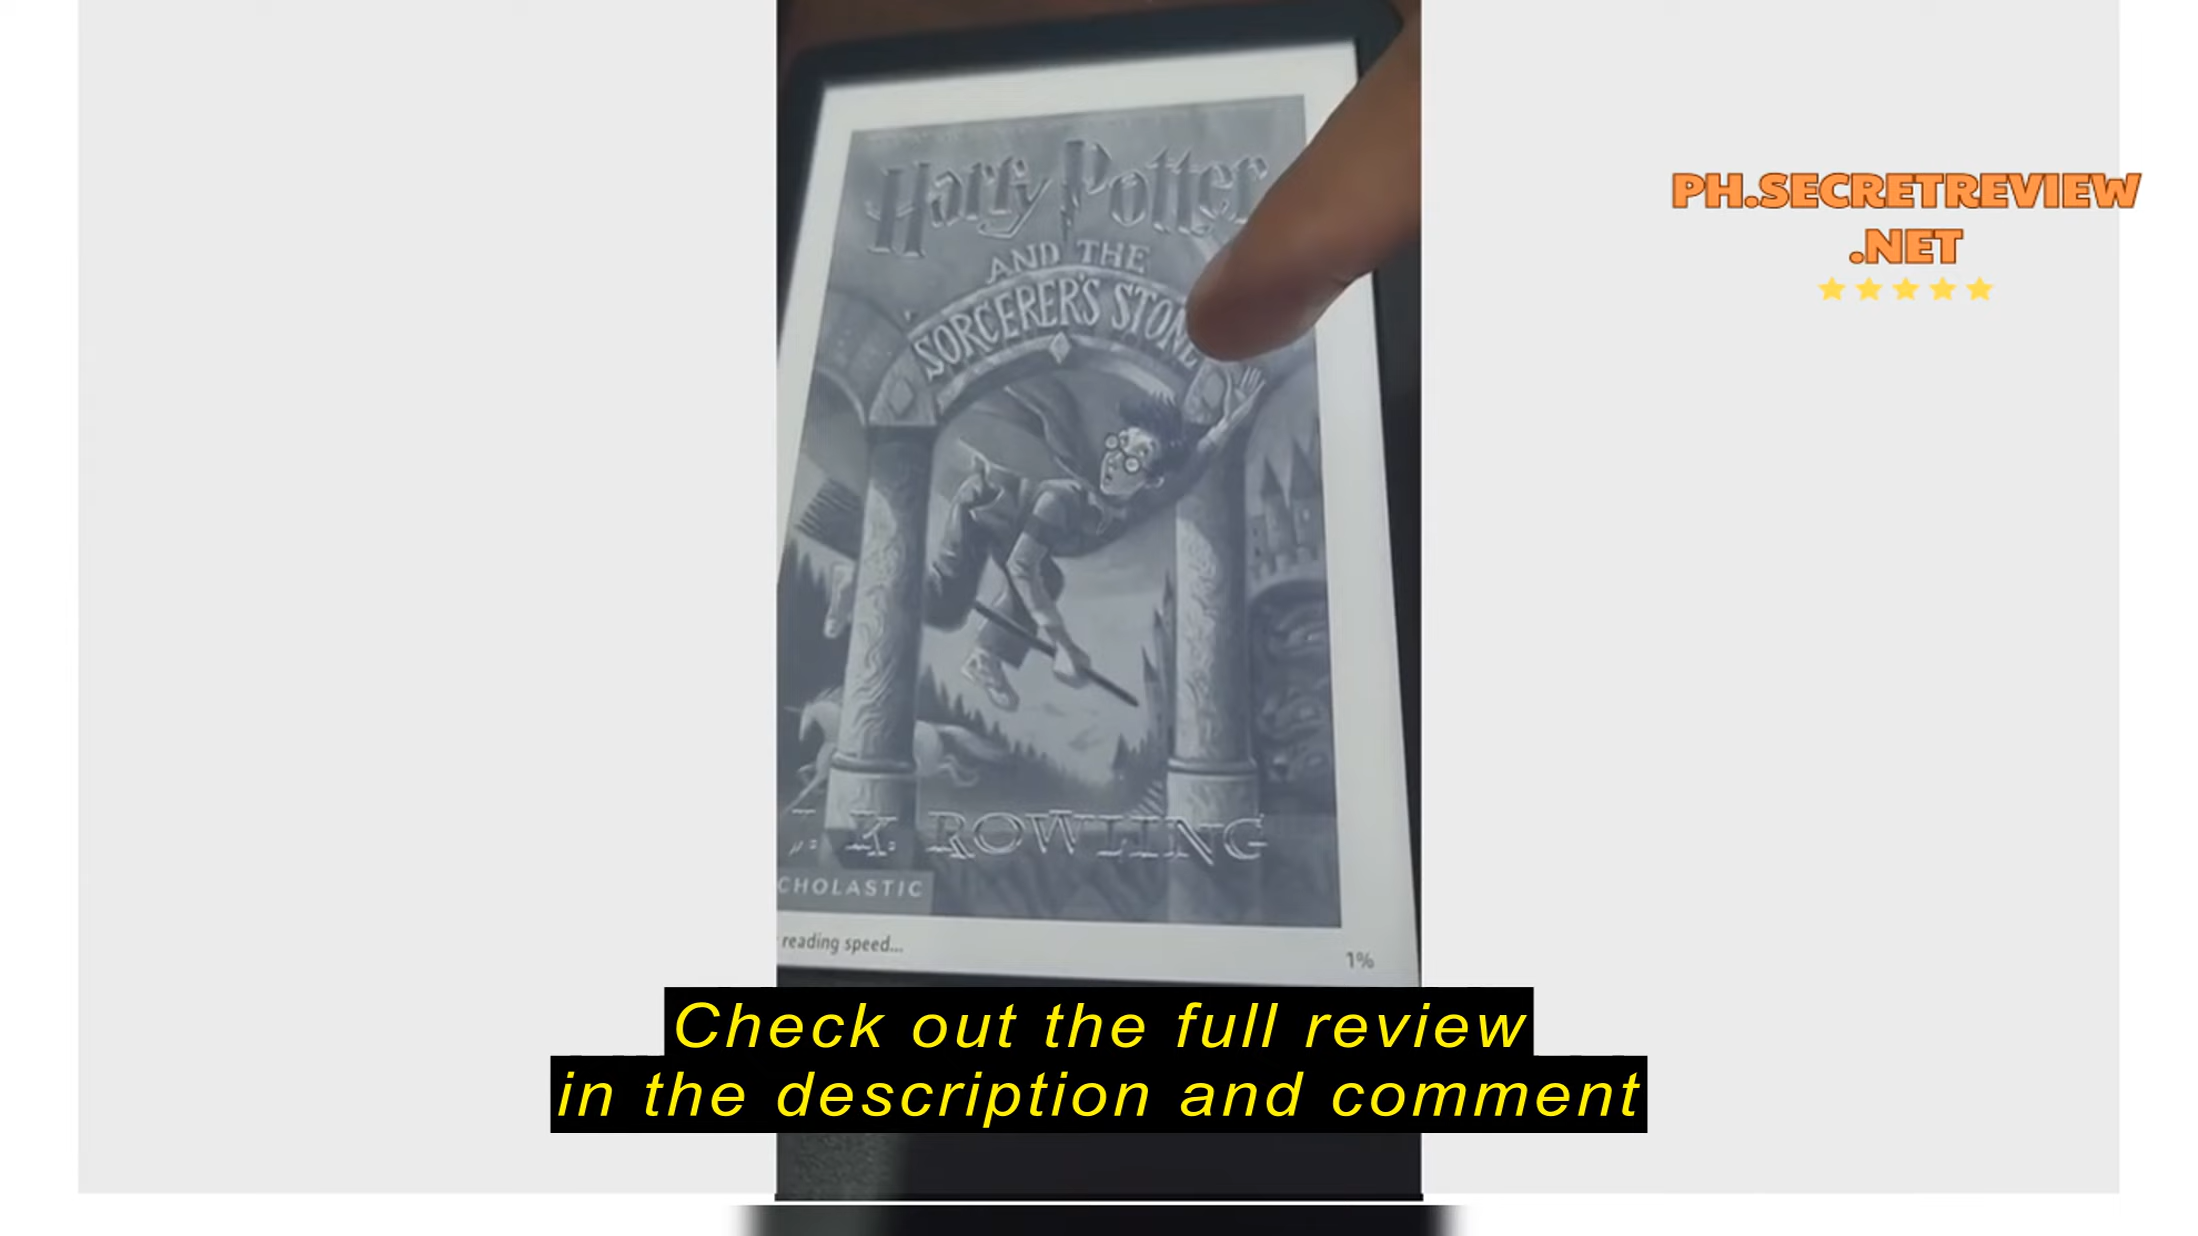 Harry Potter
AND THE
SORCERER'S STONE
J. K. ROWLING
CHOLASTIC
reading speed...
1%
PH.SECRETREVIEW
.NET
Check out the full review
in the description and comment